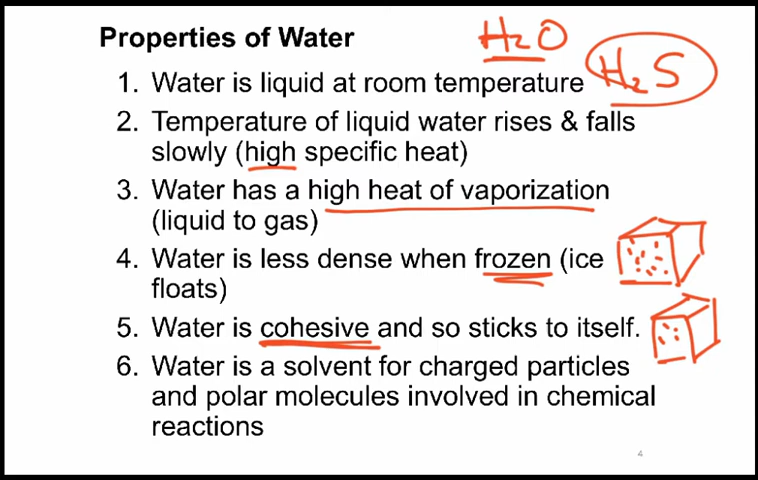 Properties of Water H₂O
1. Water is liquid at room temperature H₂S
2. Temperature of liquid water rises & falls
slowly (high specific heat)
3. Water has a high heat of vaporization
(liquid to gas)
4. Water is less dense when frozen (ice
floats)
5. Water is cohesive and so sticks to itself.
6. Water is a solvent for charged particles
and polar molecules involved in chemical
reactions
4